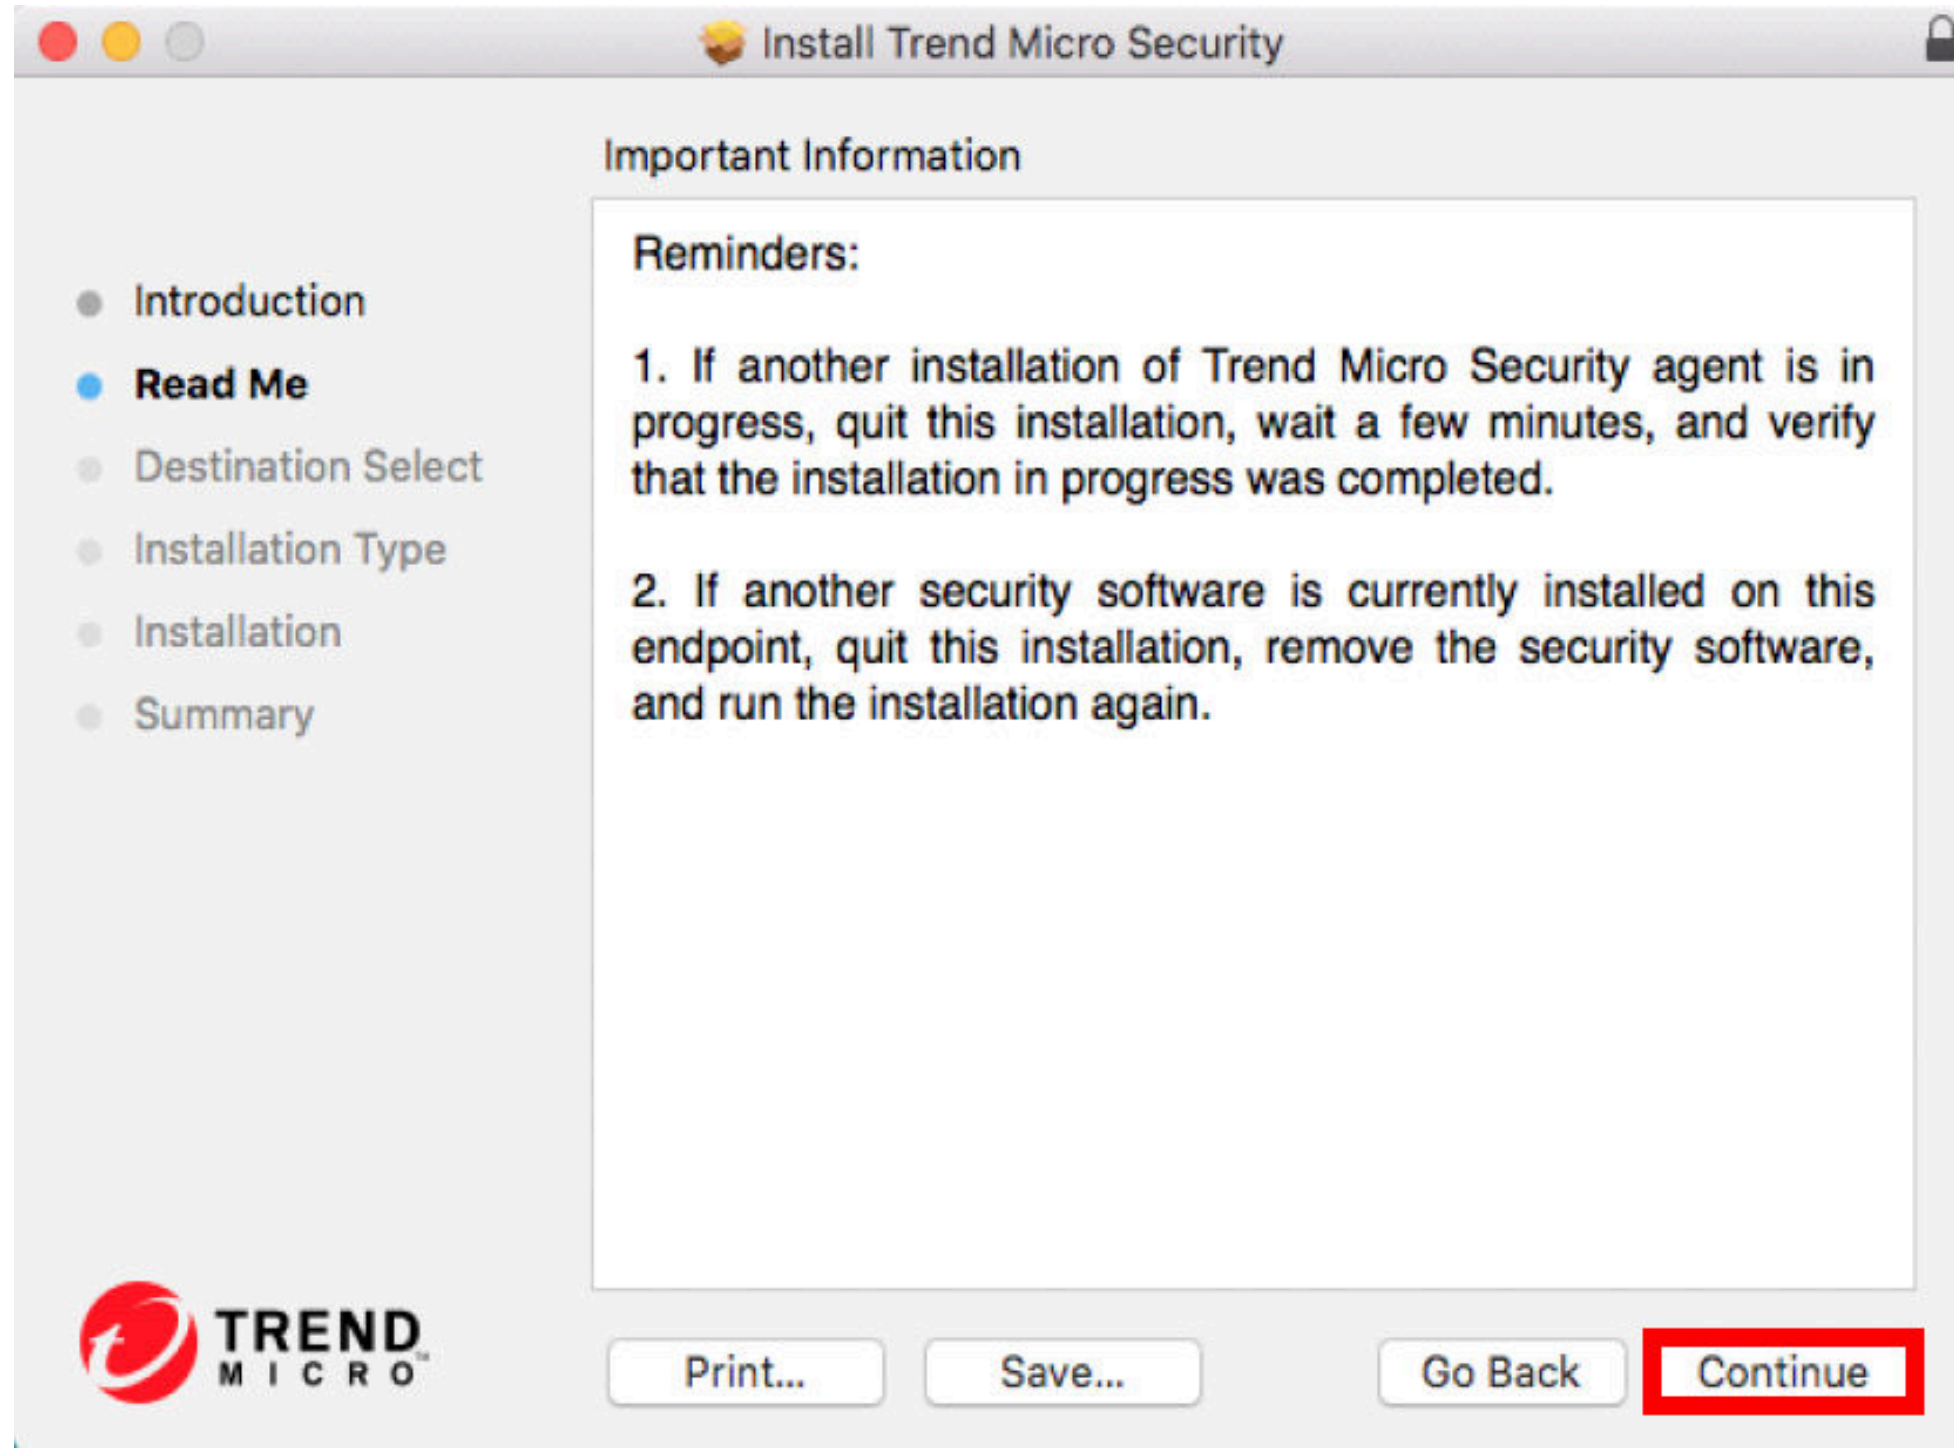 Install Trend Micro Security
Important Information
Introduction
Read Me
Destination Select
Installation Type
Installation
Summary
Reminders:
1. If another installation of Trend Micro Security agent is in
progress, quit this installation, wait a few minutes, and verify
that the installation in progress was completed.
2. If another security software is currently installed on this
endpoint, quit this installation, remove the security software,
and run the installation again.
TREND
MICRO™
Print...
Save...
Go Back
Continue